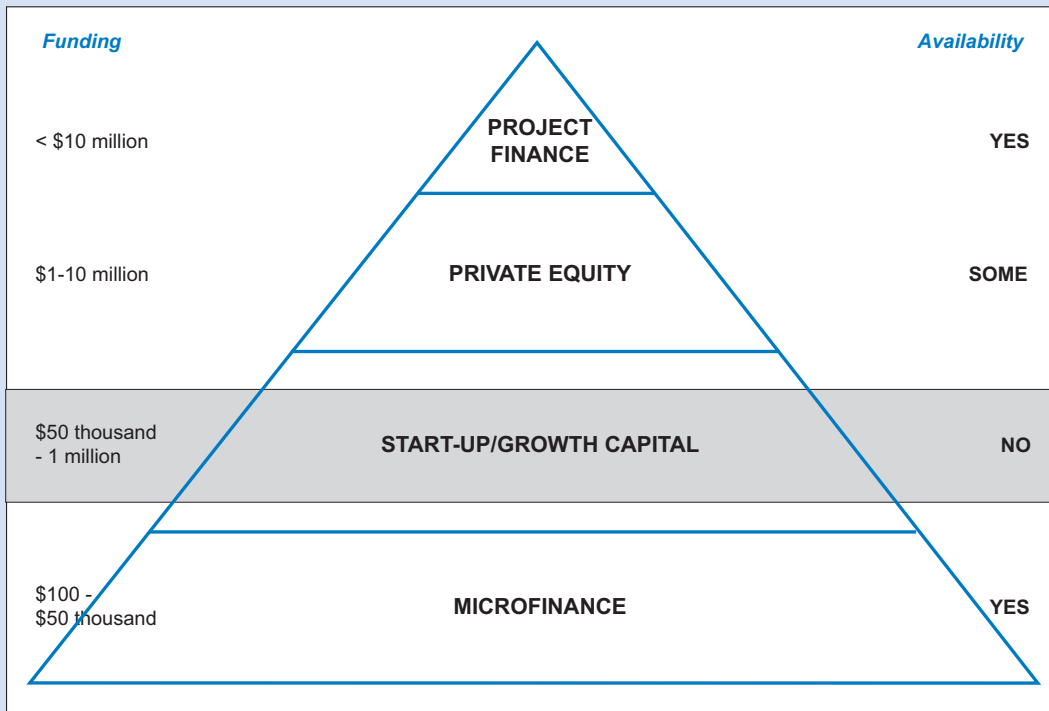 Funding
Availability
< $10 million
PROJECT
FINANCE
YES
$1-10 million
PRIVATE EQUITY
SOME
$50 thousand
- 1 million
START-UP/GROWTH CAPITAL
NO
$100 -
$50 thousand
MICROFINANCE
YES